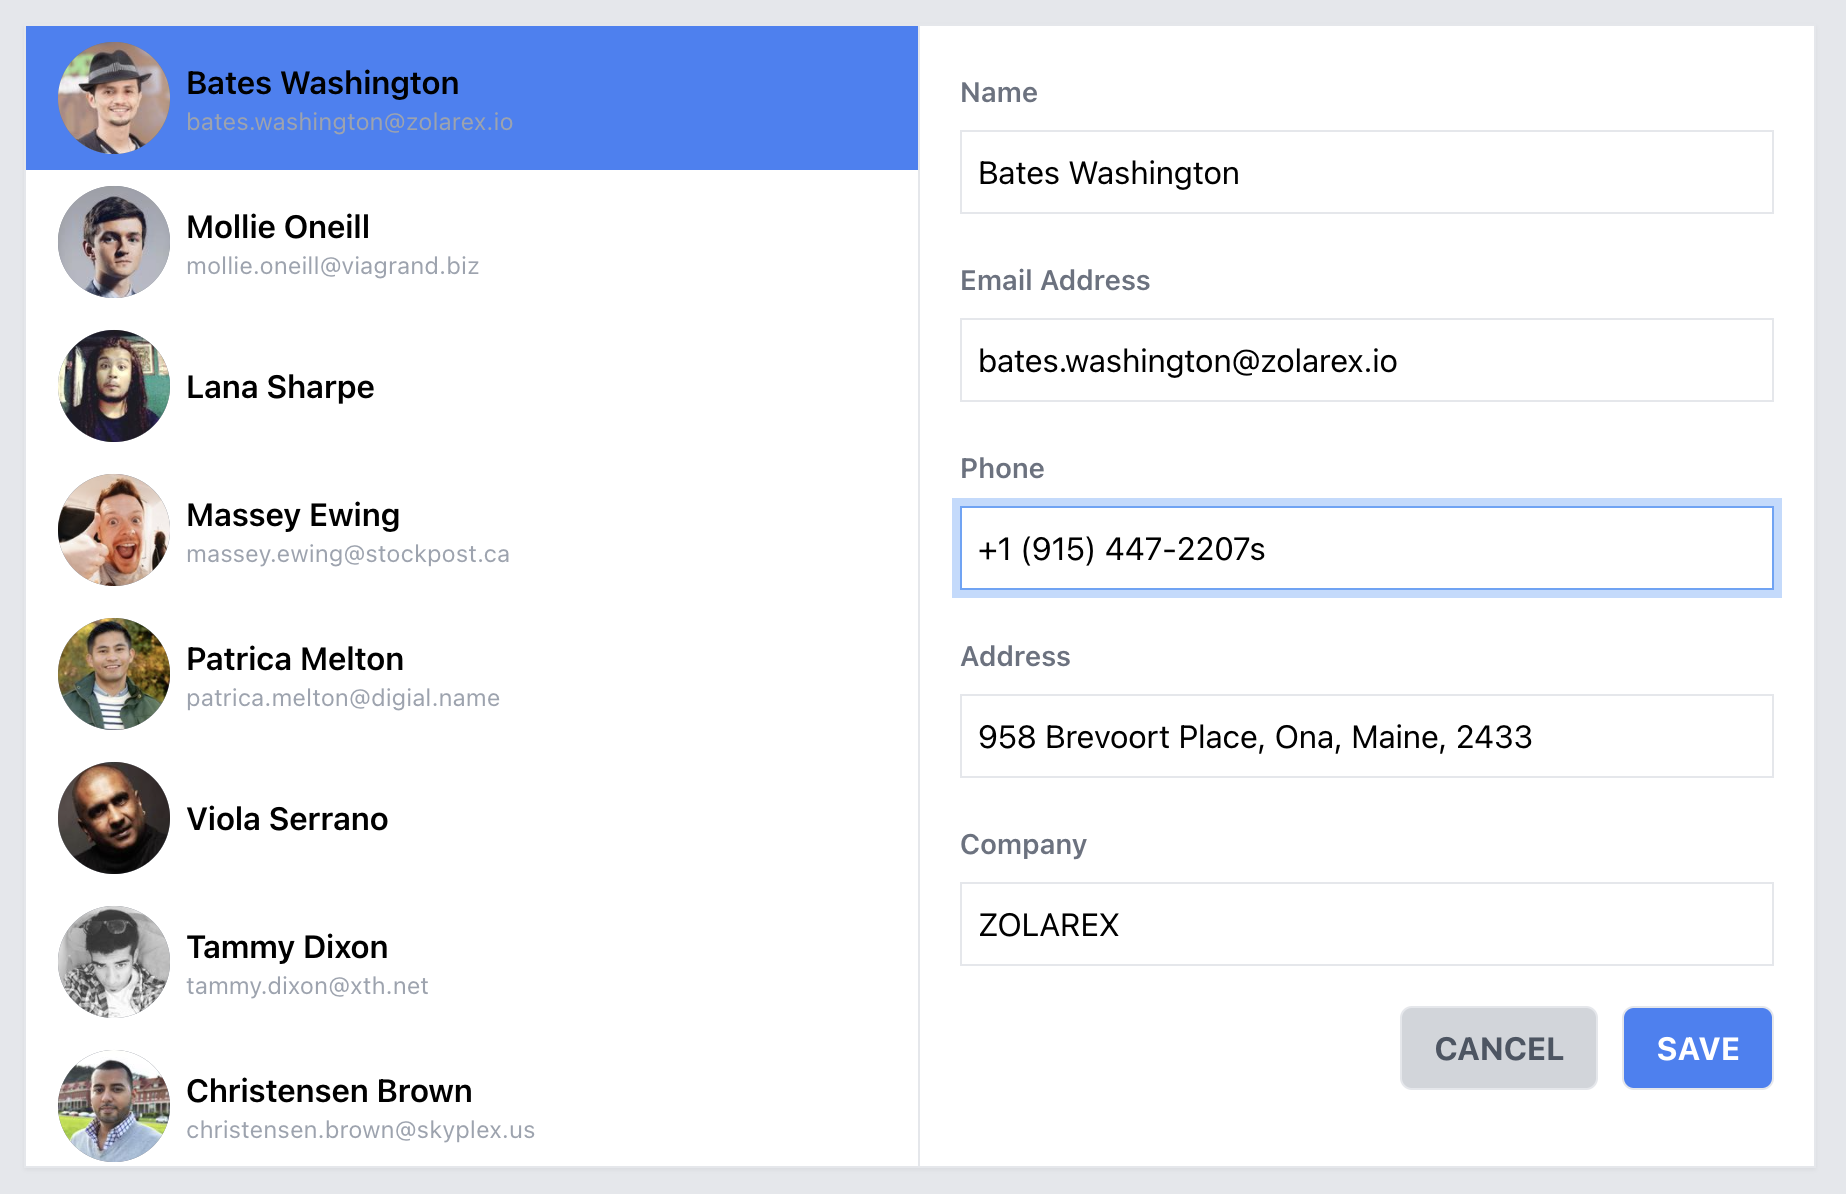 Bates Washington
bates.washington@zolarex.io
Mollie Oneill
mollie.oneill@viagrand.biz
Lana Sharpe
Massey Ewing
massey.ewing@stockpost.ca
Patrica Melton
patrica.melton@digial.name
Viola Serrano
Tammy Dixon
tammy.dixon@xth.net
Christensen Brown
christensen.brown@skyplex.us
Name
Bates Washington
Email Address
bates.washington@zolarex.io
Phone
+1 (915) 447-2207s
Address
958 Brevoort Place, Ona, Maine, 2433
Company
ZOLAREX
CANCEL
SAVE